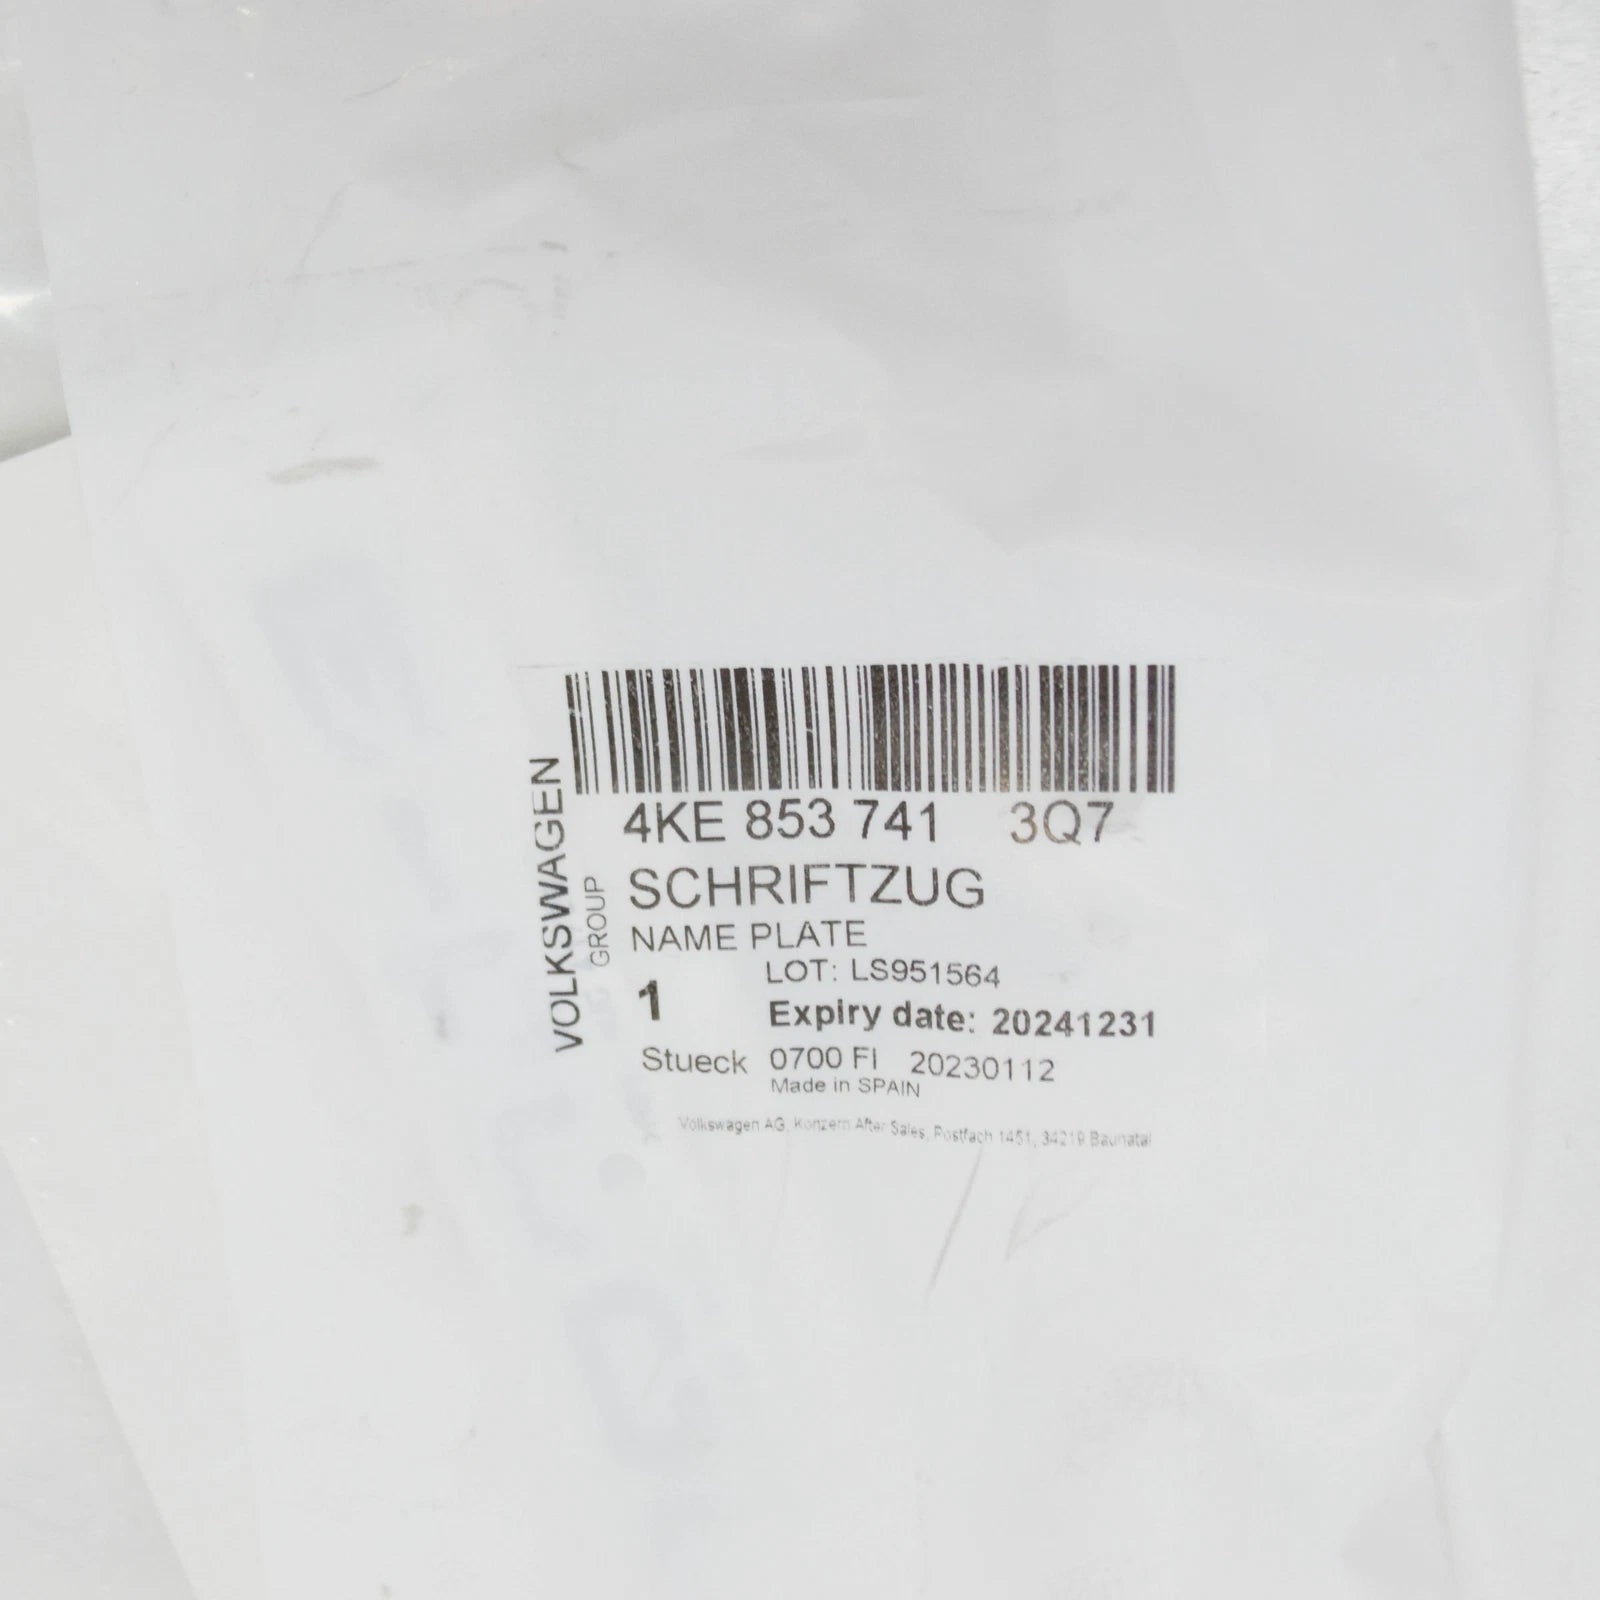 VOLKSWAGEN
GROUP
4KE 853 741 3Q7
SCHRIFTZUG
NAME PLATE
LOT: LS951564
1
Expiry date: 20241231
Stueck 0700 FI 20230112
Made in SPAIN
Volkswagen AG, Konzern After Sales, Postfach 1451, 34219 Baunatal